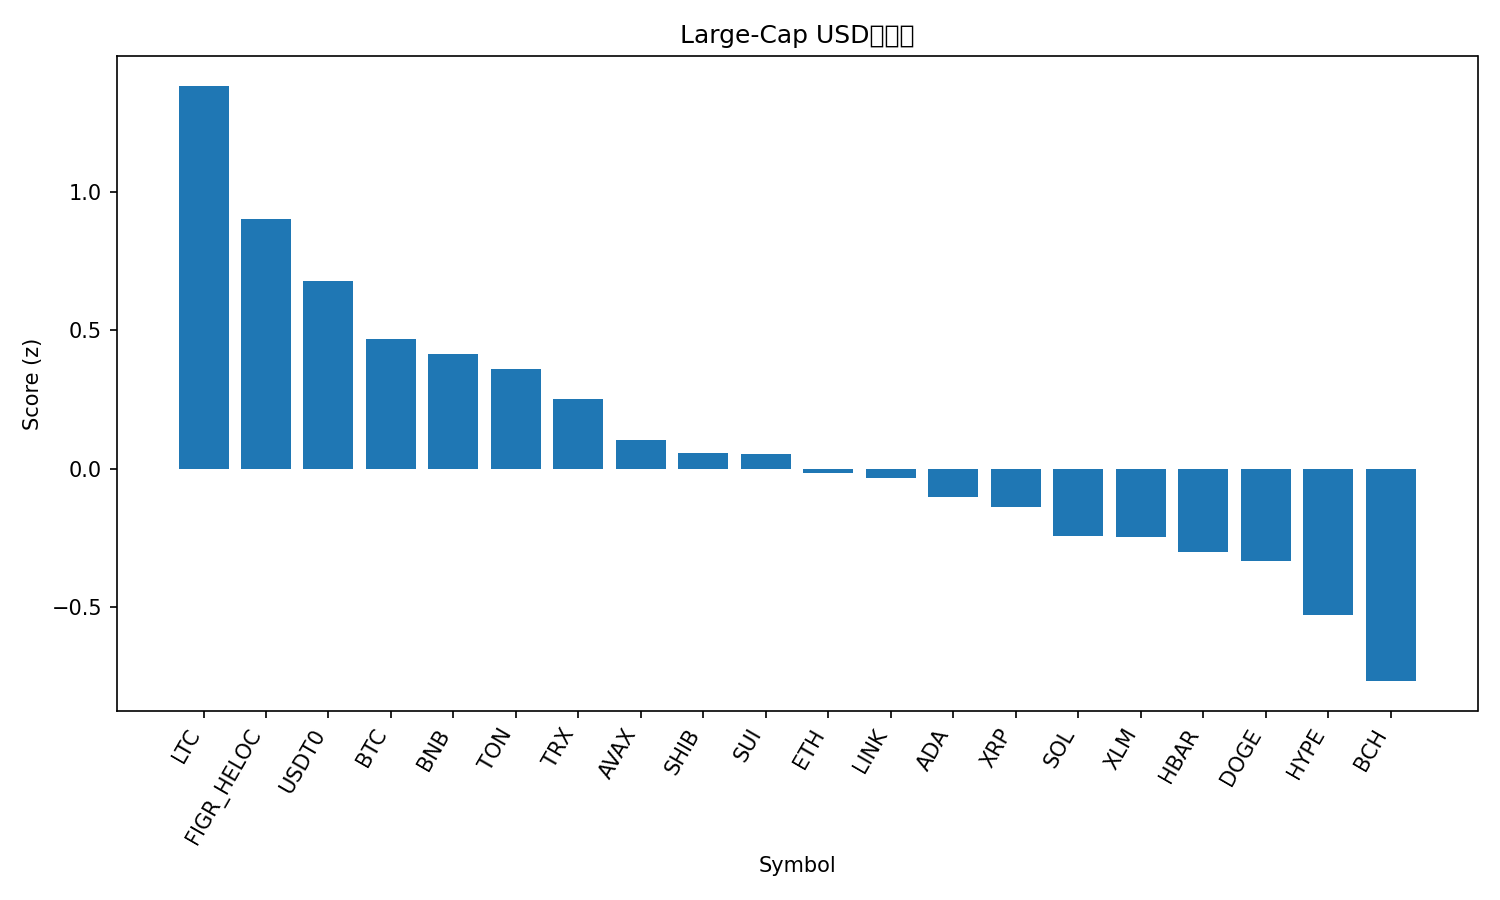 Large-Cap USD
Score (z)
1.0
0.5
0.0
−0.5
LTC
FIGR_HELOC
USDT0
BTC
BNB
TON
TRX
AVAX
SHIB
SUI
ETH
LINK
ADA
XRP
SOL
XLM
HBAR
DOGE
HYPE
BCH
Symbol